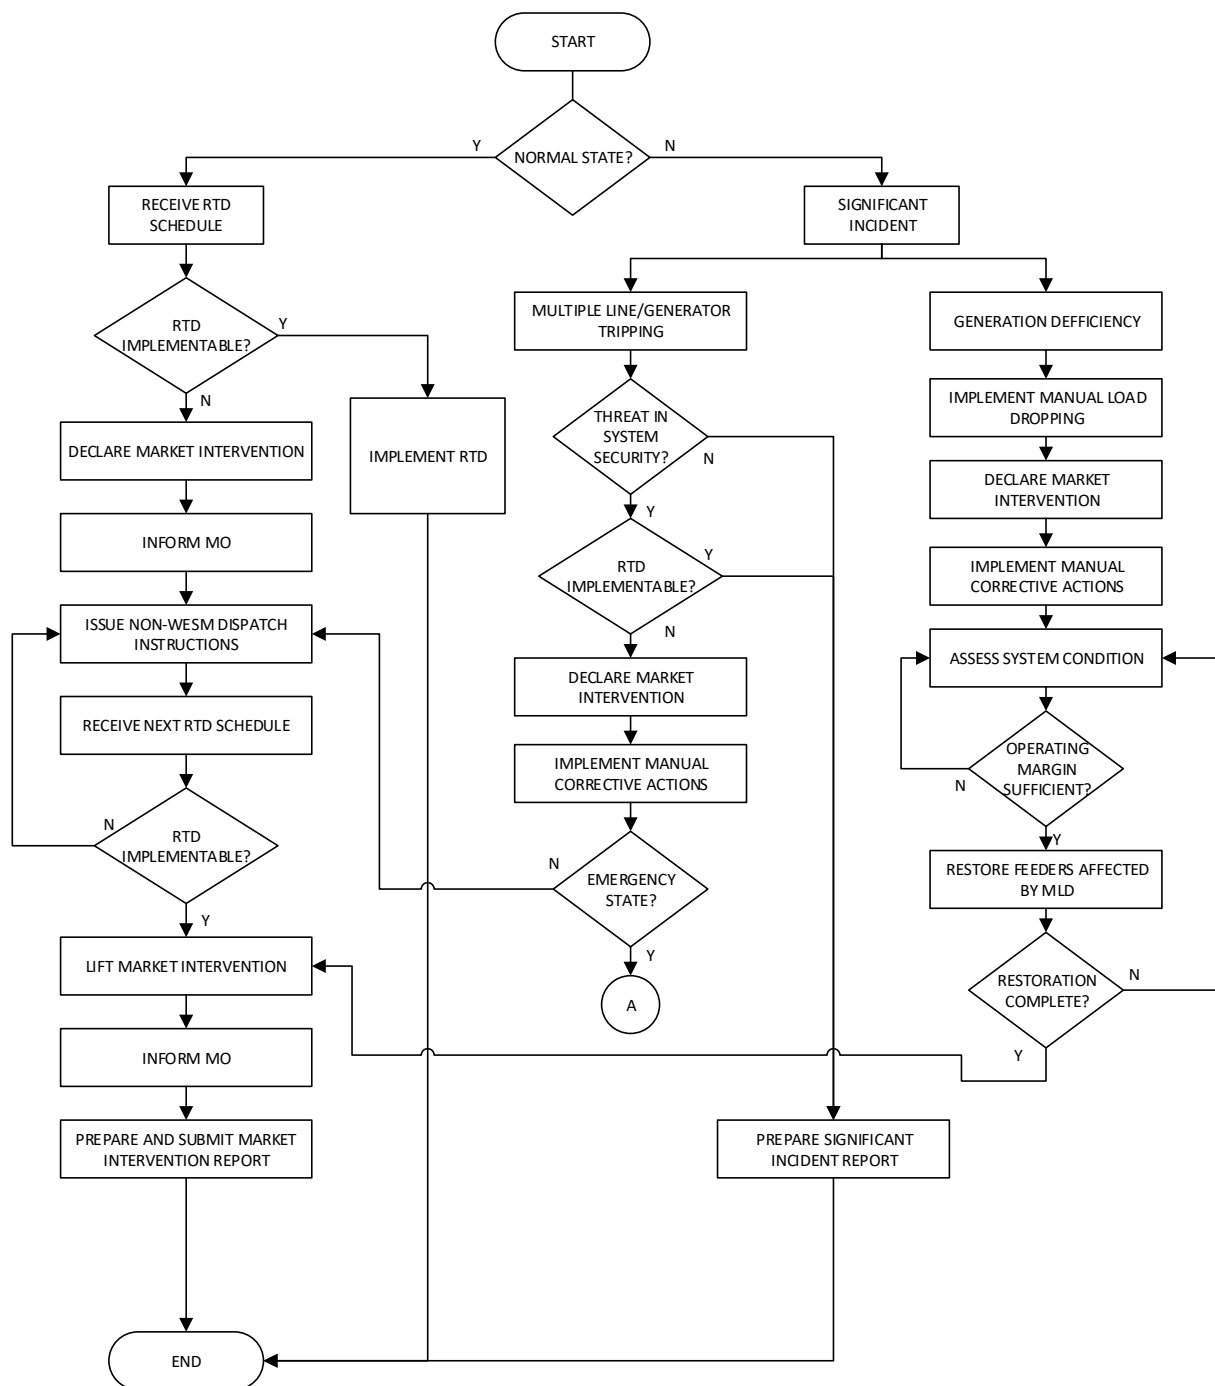 START
NORMAL STATE?
Y
N
RECEIVE RTD
SCHEDULE
RTD
IMPLEMENTABLE?
Y
N
DECLARE MARKET INTERVENTION
INFORM MO
ISSUE NON-WESM DISPATCH
INSTRUCTIONS
RECEIVE NEXT RTD SCHEDULE
N
RTD
IMPLEMENTABLE?
Y
LIFT MARKET INTERVENTION
INFORM MO
PREPARE AND SUBMIT MARKET
INTERVENTION REPORT
END
IMPLEMENT RTD
SIGNIFICANT
INCIDENT
MULTIPLE LINE/GENERATOR
TRIPPING
THREAT IN
SYSTEM
SECURITY?
N
Y
RTD
IMPLEMENTABLE?
Y
N
DECLARE MARKET
INTERVENTION
IMPLEMENT MANUAL
CORRECTIVE ACTIONS
N
EMERGENCY
STATE?
Y
A
PREPARE SIGNIFICANT
INCIDENT REPORT
GENERATION DEFFICIENCY
IMPLEMENT MANUAL LOAD
DROPPING
DECLARE MARKET
INTERVENTION
IMPLEMENT MANUAL
CORRECTIVE ACTIONS
ASSESS SYSTEM CONDITION
OPERATING
MARGIN
SUFFICIENT?
N
Y
RESTORE FEEDERS AFFECTED
BY MLD
RESTORATION
COMPLETE?
N
Y